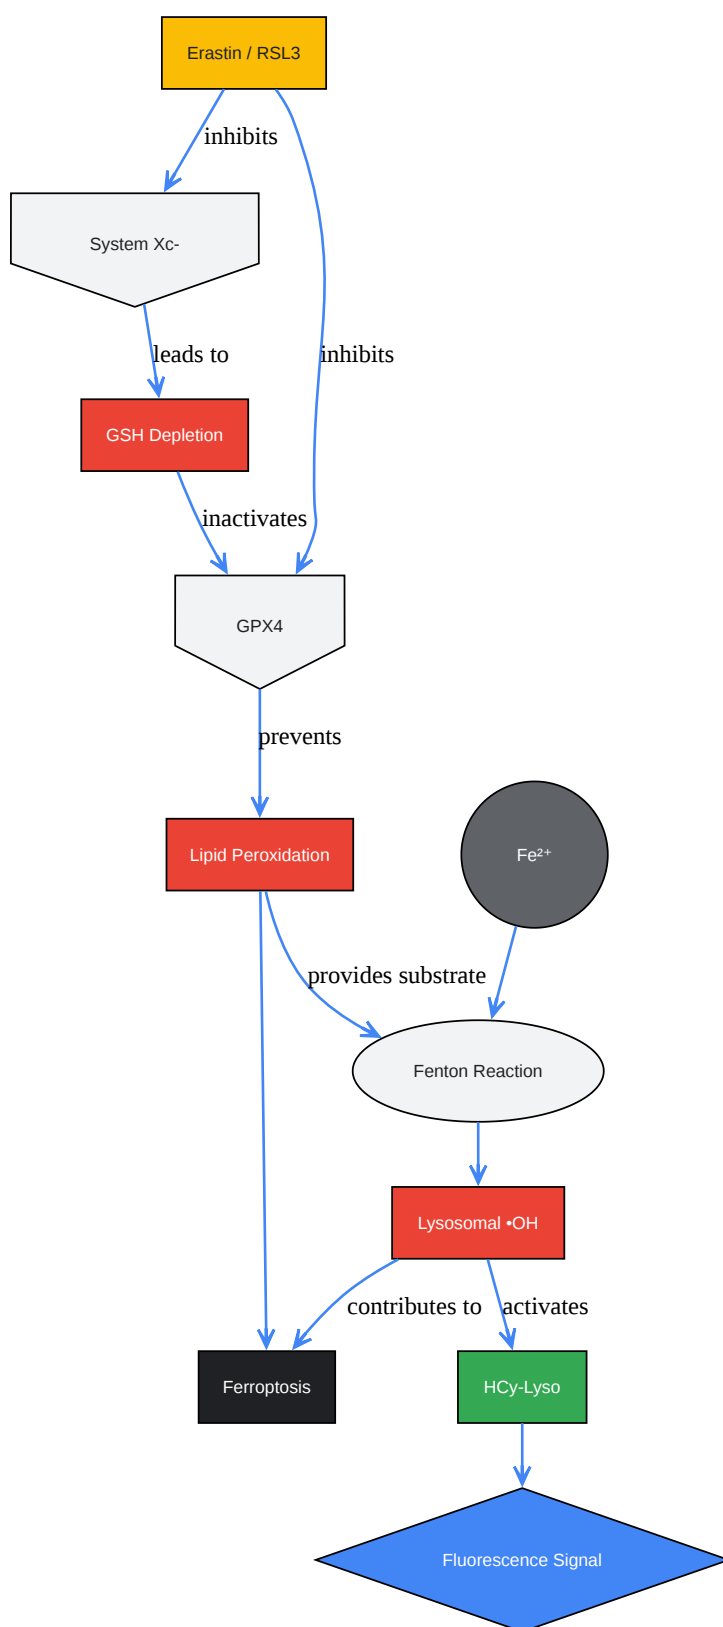 Erastin / RSL3
inhibits
System Xc-
leads to
inhibits
GSH Depletion
inactivates
GPX4
prevents
Lipid Peroxidation
Fe²⁺
provides substrate
Fenton Reaction
Lysosomal •OH
contributes to
activates
Ferroptosis
HCy-Lyso
Fluorescence Signal